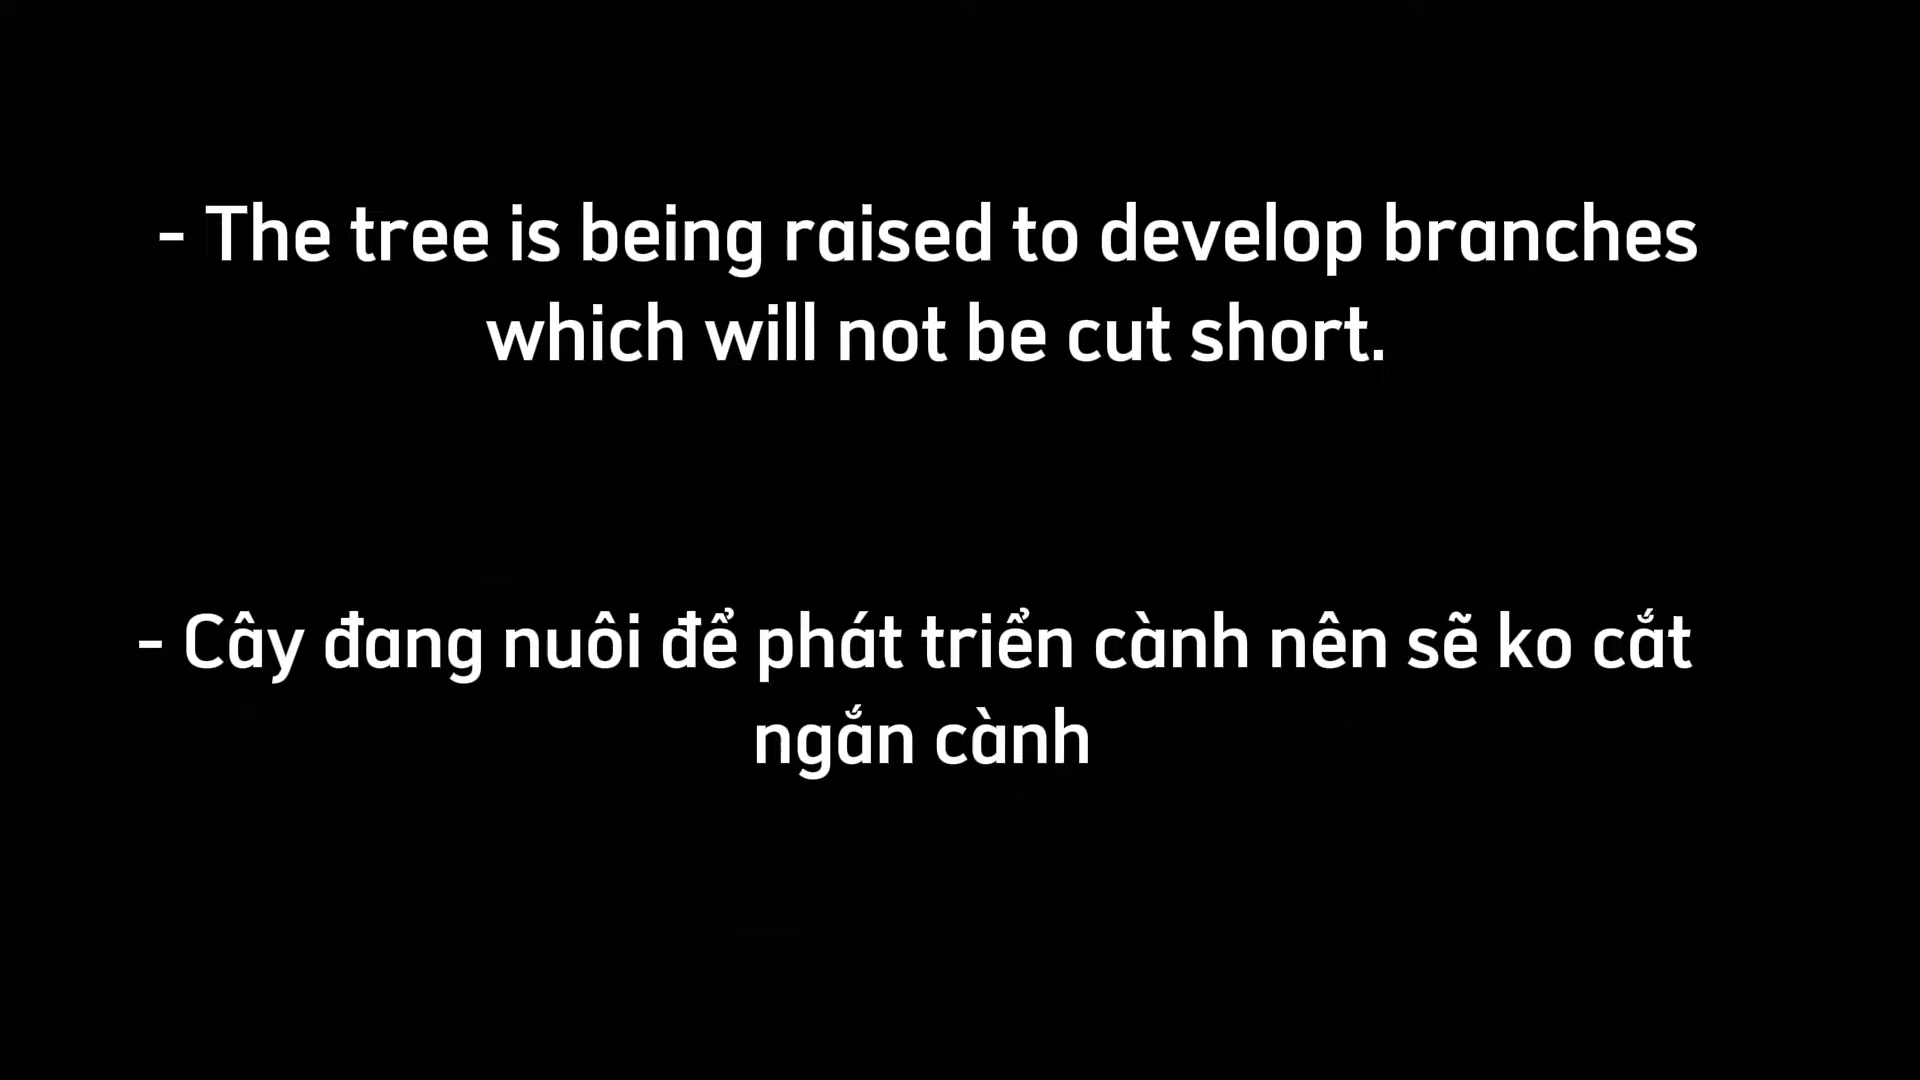 - The tree is being raised to develop branches
which will not be cut short.
- Cây đang nuôi để phát triển cành nên sẽ ko cắt
ngắn cành